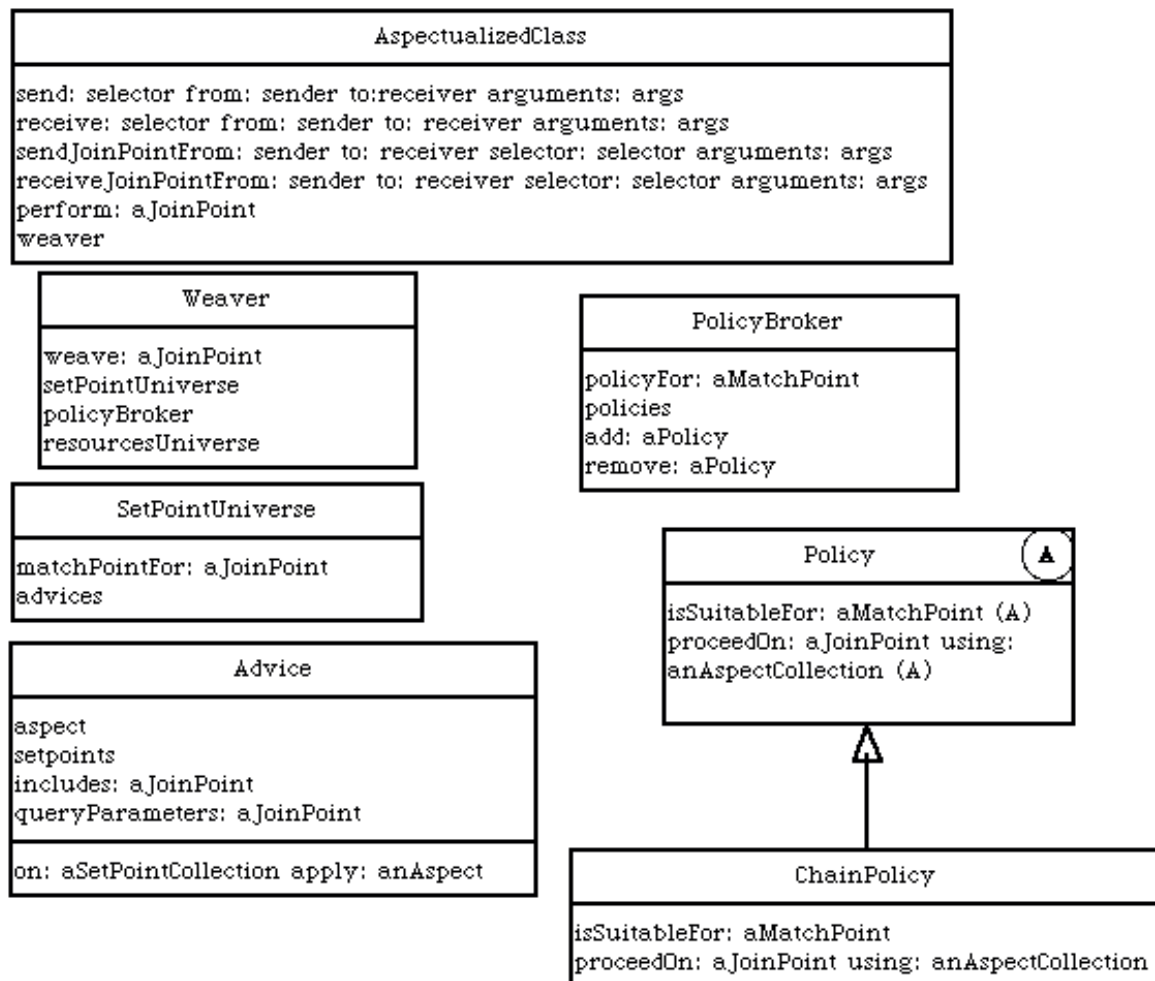 AspectualizedClass
send: selector from: sender to:receiver arguments: args
receive: selector from: sender to: receiver arguments: args
sendJoinPointFrom: sender to: receiver selector: selector arguments: args
receiveJoinPointFrom: sender to: receiver selector: selector arguments: args
perform: aJoinPoint
weaver
Weaver
weave: aJoinPoint
setPointUniverse
policyBroker
resourcesUniverse
PolicyBroker
policyFor: aMatchPoint
policies
add: aPolicy
remove: aPolicy
SetPointUniverse
matchPointFor: aJoinPoint
advices
Policy
A
isSuitableFor: aMatchPoint (A)
proceedOn: aJoinPoint using:
anAspectCollection (A)
Advice
aspect
setpoints
includes: aJoinPoint
queryParameters: aJoinPoint
on: aSetPointCollection apply: anAspect
ChainPolicy
isSuitableFor: aMatchPoint
proceedOn: aJoinPoint using: anAspectCollection